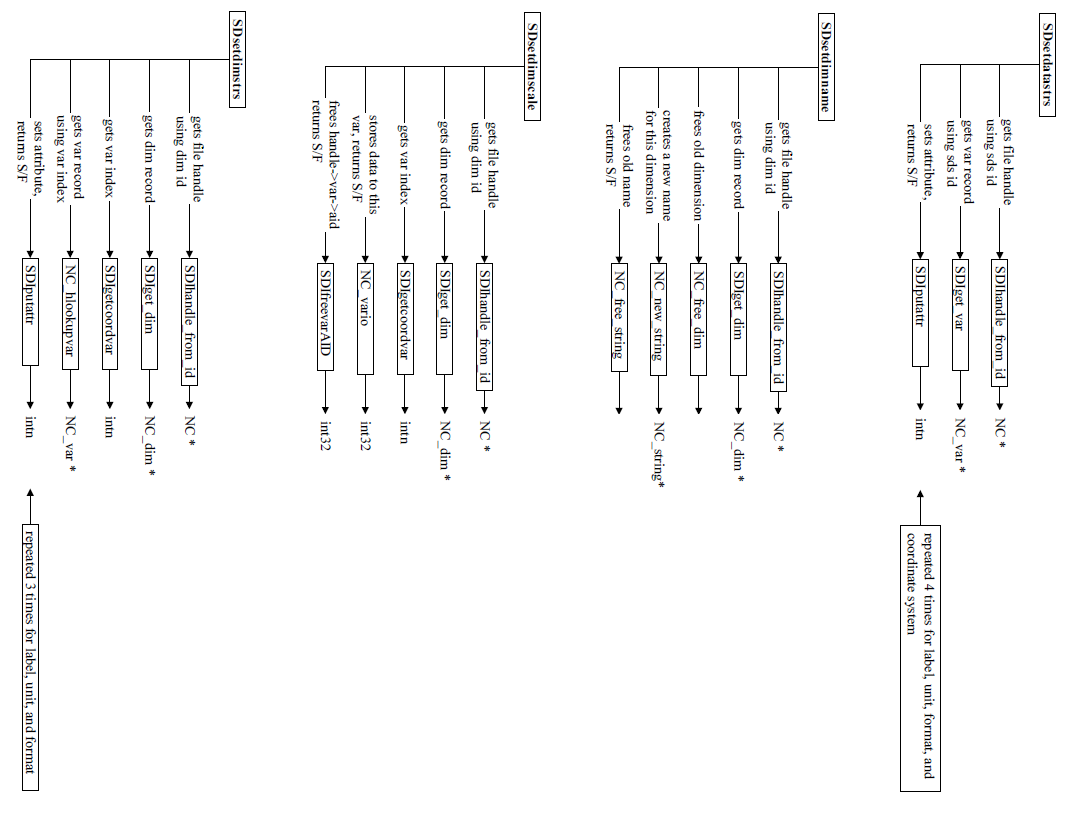 SDsetdatastrs
gets file handle
using sds id
SDIhandle_from_id
NC *
gets var record
using sds id
SDIget_var
NC_var *
sets attribute,
returns S/F
SDIputattr
intn
repeated 4 times for label, unit, format, and
coordinate system
SDsetdimname
gets file handle
using dim id
SDIhandle_from_id
NC *
gets dim record
SDIget_dim
NC_dim *
frees old dimension
NC_free_dim
creates a new name
for this dimension
NC_new_string
NC_string*
frees old name
returns S/F
NC_free_string
SDsetdimscale
gets file handle
using dim id
SDIhandle_from_id
NC *
gets dim record
SDIget_dim
NC_dim *
gets var index
SDIgetcoordvar
intn
stores data to this
var, returns S/F
NC_vario
int32
frees handle->var->aid
returns S/F
SDIfreevarAID
int32
SDsetdimstrs
gets file handle
using dim id
SDIhandle_from_id
NC *
gets dim record
SDIget_dim
NC_dim *
gets var index
SDIgetcoordvar
intn
gets var record
using var index
NC_hlookupvar
NC_var *
sets attribute,
returns S/F
SDIputattr
intn
repeated 3 times for label, unit, and format